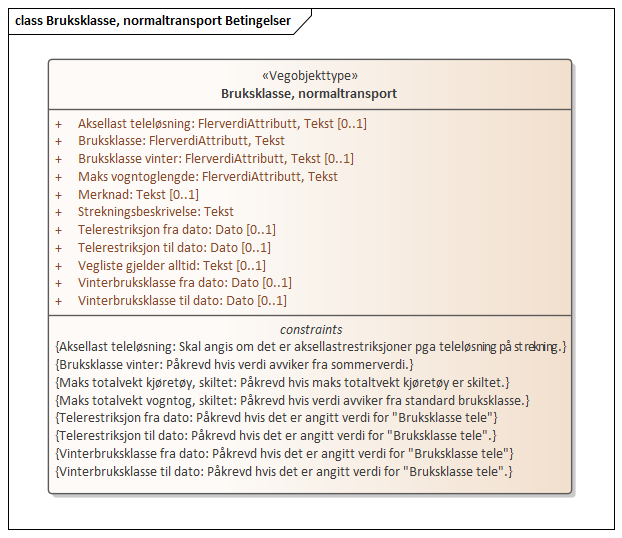 class Bruksklasse, normaltransport Betingelser
«Vegobjekttype»
Bruksklasse, normaltransport
+ Aksellast teleløsning: FlerverdiAttributt, Tekst [0..1]
+ Bruksklasse: FlerverdiAttributt, Tekst
+ Bruksklasse vinter: FlerverdiAttributt, Tekst [0..1]
+ Maks vogntoglengde: FlerverdiAttributt, Tekst
+ Merknad: Tekst [0..1]
+ Strekningsbeskrivelse: Tekst
+ Telerestriksjon fra dato: Dato [0..1]
+ Telerestriksjon til dato: Dato [0..1]
+ Vegliste gjelder alltid: Tekst [0..1]
+ Vinterbruksklasse fra dato: Dato [0..1]
+ Vinterbruksklasse til dato: Dato [0..1]
constraints
{Aksellast teleløsning: Skal angis om det er aksellastrestriksjoner pga teleløsning på strekning.}
{Bruksklasse vinter: Påkrevd hvis verdi avviker fra sommerverdi.}
{Maks totalvekt kjøretøy, skiltet: Påkrevd hvis maks totaltvekt kjøretøy er skiltet.}
{Maks totalvekt vogntog, skiltet: Påkrevd hvis verdi avviker fra standard bruksklasse.}
{Telerestriksjon fra dato: Påkrevd hvis det er angitt verdi for "Bruksklasse tele"}
{Telerestriksjon til dato: Påkrevd hvis det er angitt verdi for "Bruksklasse tele".}
{Vinterbruksklasse fra dato: Påkrevd hvis det er angitt verdi for "Bruksklasse tele"}
{Vinterbruksklasse til dato: Påkrevd hvis det er angitt verdi for "Bruksklasse tele".}